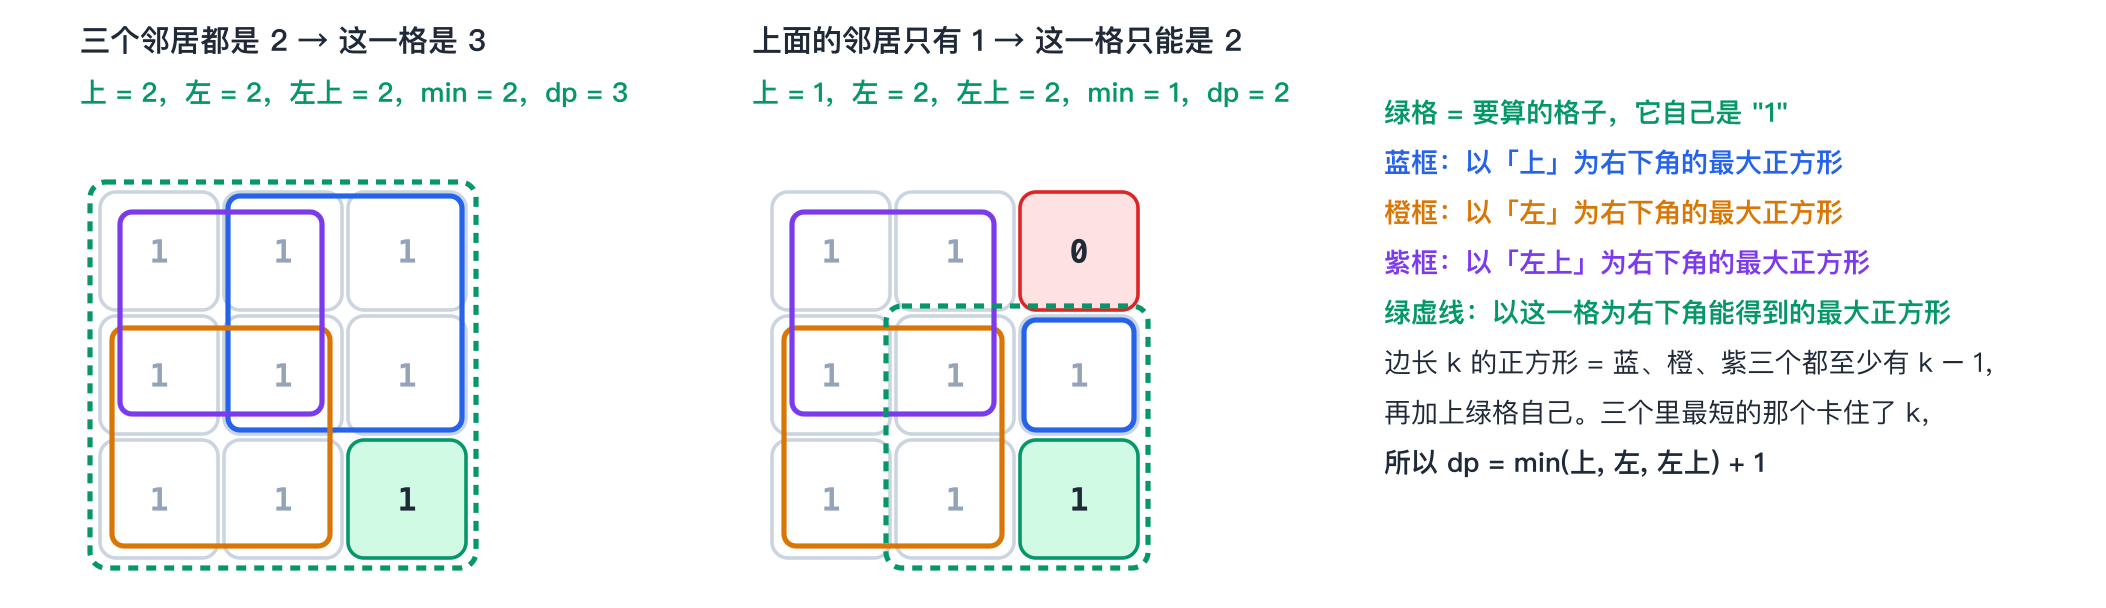 三个邻居都是 2 → 这一格是 3
上 = 2，左 = 2，左上 = 2，min = 2，dp = 3
1 1 1
1 1 1
1 1 1
上面的邻居只有 1 → 这一格只能是 2
上 = 1，左 = 2，左上 = 2，min = 1，dp = 2
1 1 0
1 1 1
1 1 1
绿格 = 要算的格子，它自己是 "1"
蓝框：以「上」为右下角的最大正方形
橙框：以「左」为右下角的最大正方形
紫框：以「左上」为右下角的最大正方形
绿虚线：以这一格为右下角能得到的最大正方形
边长 k 的正方形 = 蓝、橙、紫三个都至少有 k − 1，
再加上绿格自己。三个里最短的那个卡住了 k，
所以 dp = min(上, 左, 左上) + 1